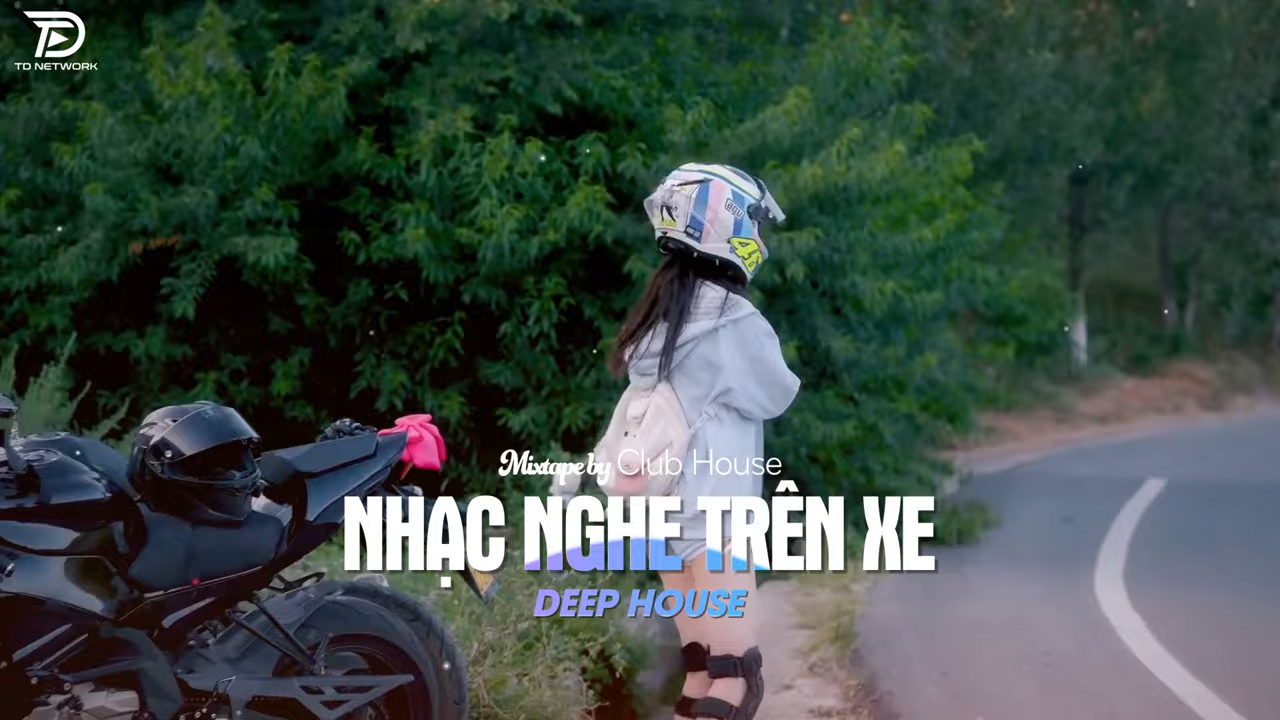 TD NETWORK
Mixtape by Club House
NHẠC NGHE TRÊN XE
DEEP HOUSE